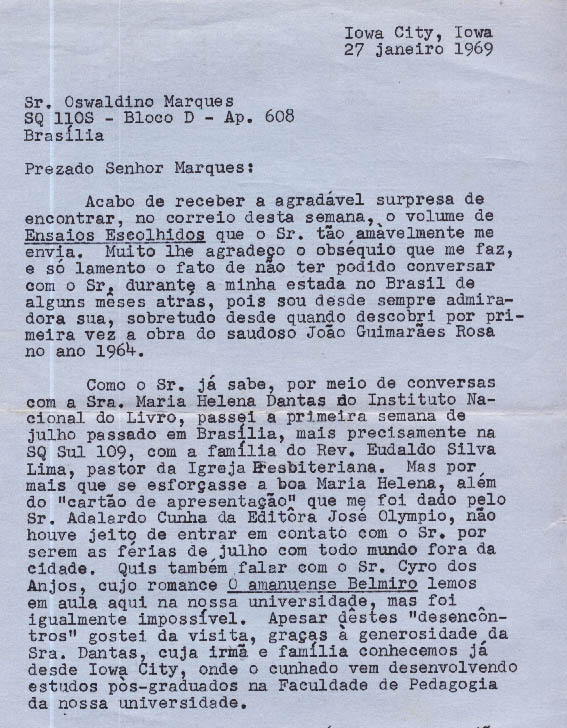 Iowa City, Iowa
27 janeiro 1969
Sr. Oswaldino Marques
SQ 110S - Bloco D - Ap. 608
Brasília
Prezado Senhor Marques:
Acabo de receber a agradável surpresa de
encontrar, no correio desta semana, o volume de
Ensaios Escolhidos que o Sr. tão amàvelmente me
envia. Muito lhe agradeço o obséquio que me faz,
e só lamento o fato de não ter podido conversar
com o Sr. durante a minha estada no Brasil de
alguns mêses atrás, pois sou desde sempre admira-
dora sua, sobretudo desde quando descobri por pri-
meira vez a obra do saudoso João Guimarães Rosa
no ano 1964.
Como o Sr. já sabe, por meio de conversas
com a Sra. Maria Helena Dantas do Instituto Na-
cional do Livro, passei a primeira semana de
julho passado em Brasília, mais precisamente na
SQ Sul 109, com a família do Rev. Eudaldo Silva
Lima, pastor da Igreja Presbiteriana. Mas por
mais que se esforçasse a boa Maria Helena, além
do "cartão de apresentação" que me foi dado pelo
Sr. Adalardo Cunha da Editôra José Olympio, não
houve jeito de entrar em contato com o Sr. por
serem as férias de julho com todo mundo fora da
cidade. Quis também falar com o Sr. Cyro dos
Anjos, cujo romance O amanuense Belmiro lemos
em aula aqui na nossa universidade, mas foi
igualmente impossível. Apesar dêstes "desencôn-
tros" gostei da visita, graças à generosidade da
Sra. Dantas, cuja irmã e família conhecemos já
desde Iowa City, onde o cunhado vem desenvolvendo
estudos pós-graduados na Faculdade de Pedagogia
da nossa universidade.